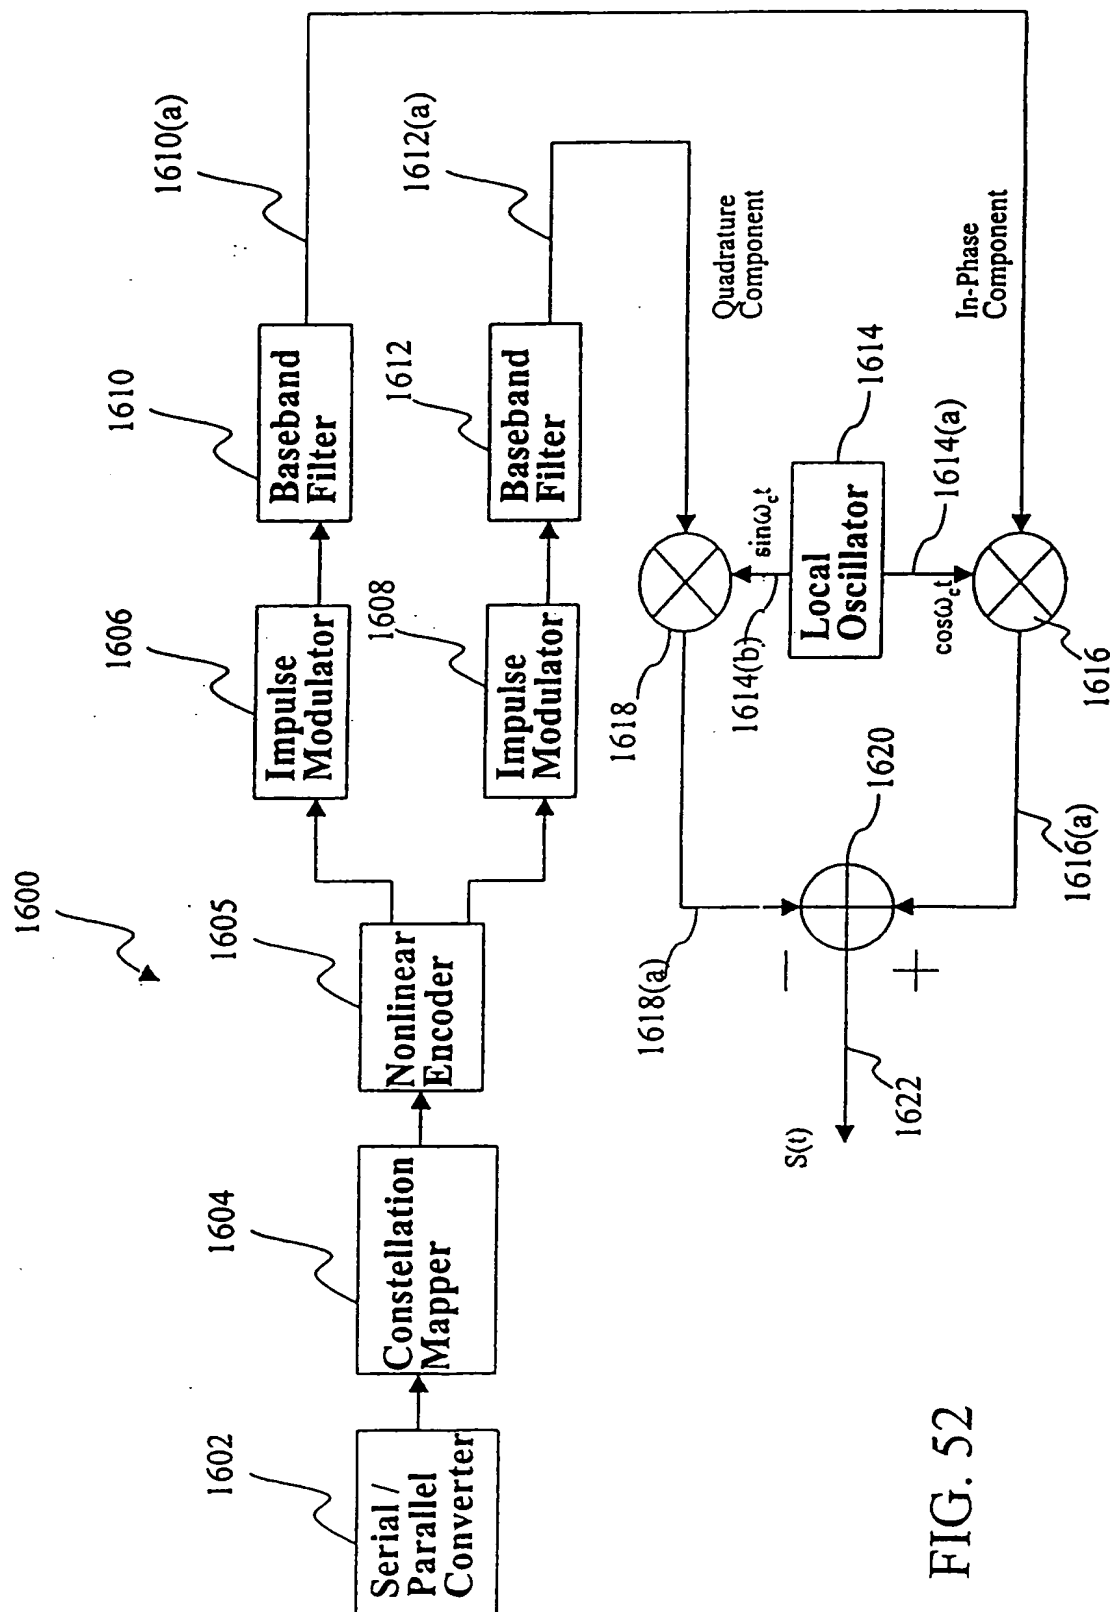 1600
1602
Serial /
Parallel
Converter
1604
Constellation
Mapper
1605
Nonlinear
Encoder
1606
Impulse
Modulator
1610
Baseband
Filter
1610(a)
1608
Impulse
Modulator
1612
Baseband
Filter
1612(a)
Quadrature
Component
1618
1618(a)
sinω_c t
1614(b)
Local
Oscillator
1614
1614(a)
cosω_c t
In-Phase
Component
1616
1616(a)
1620
−
+
S(t)
1622
FIG. 52